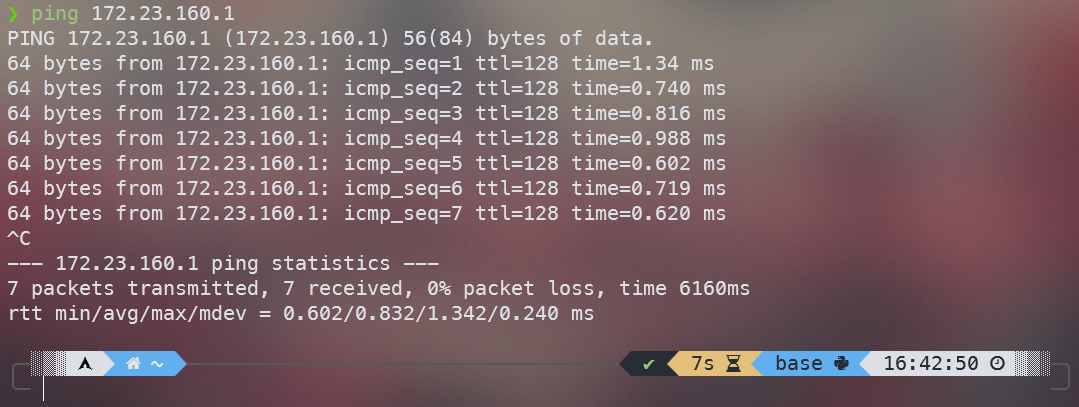 ❯ ping 172.23.160.1
PING 172.23.160.1 (172.23.160.1) 56(84) bytes of data.
64 bytes from 172.23.160.1: icmp_seq=1 ttl=128 time=1.34 ms
64 bytes from 172.23.160.1: icmp_seq=2 ttl=128 time=0.740 ms
64 bytes from 172.23.160.1: icmp_seq=3 ttl=128 time=0.816 ms
64 bytes from 172.23.160.1: icmp_seq=4 ttl=128 time=0.988 ms
64 bytes from 172.23.160.1: icmp_seq=5 ttl=128 time=0.602 ms
64 bytes from 172.23.160.1: icmp_seq=6 ttl=128 time=0.719 ms
64 bytes from 172.23.160.1: icmp_seq=7 ttl=128 time=0.620 ms
^C
--- 172.23.160.1 ping statistics ---
7 packets transmitted, 7 received, 0% packet loss, time 6160ms
rtt min/avg/max/mdev = 0.602/0.832/1.342/0.240 ms
~ ✔ 7s base 16:42:50